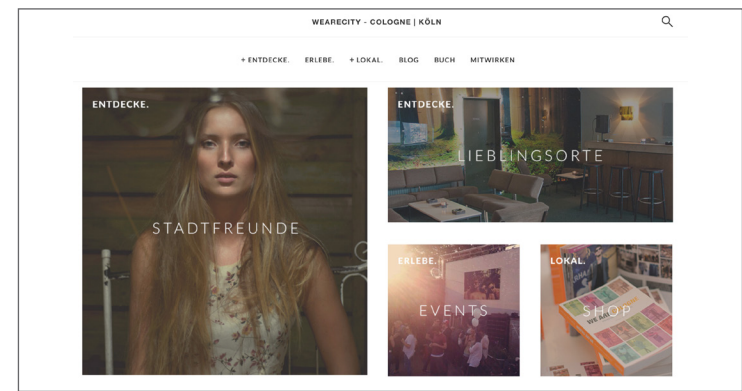 WEARECITY - COLOGNE | KÖLN
+ ENTDECKE. ERLEBE. + LOKAL. BLOG BUCH MITWIRKEN
ENTDECKE.
STADTFREUNDE
ENTDECKE.
LIEBLINGSORTE
ERLEBE.
EVENTS
LOKAL.
SHOP